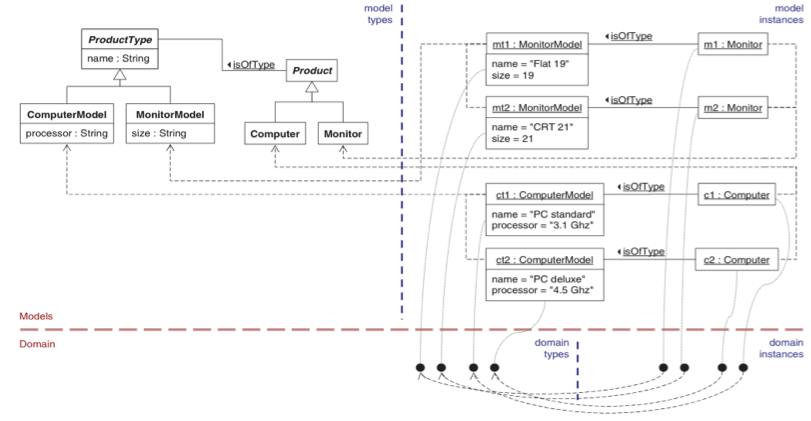 model
types
model
instances
ProductType
name : String
◂isOfType
Product
ComputerModel
processor : String
MonitorModel
size : String
Computer
Monitor
mt1 : MonitorModel
name = "Flat 19"
size = 19
◂isOfType
m1 : Monitor
mt2 : MonitorModel
name = "CRT 21"
size = 21
◂isOfType
m2 : Monitor
ct1 : ComputerModel
name = "PC standard"
processor = "3.1 Ghz"
◂isOfType
c1 : Computer
ct2 : ComputerModel
name = "PC deluxe"
processor = "4.5 Ghz"
◂isOfType
c2 : Computer
Models
Domain
domain
types
domain
instances